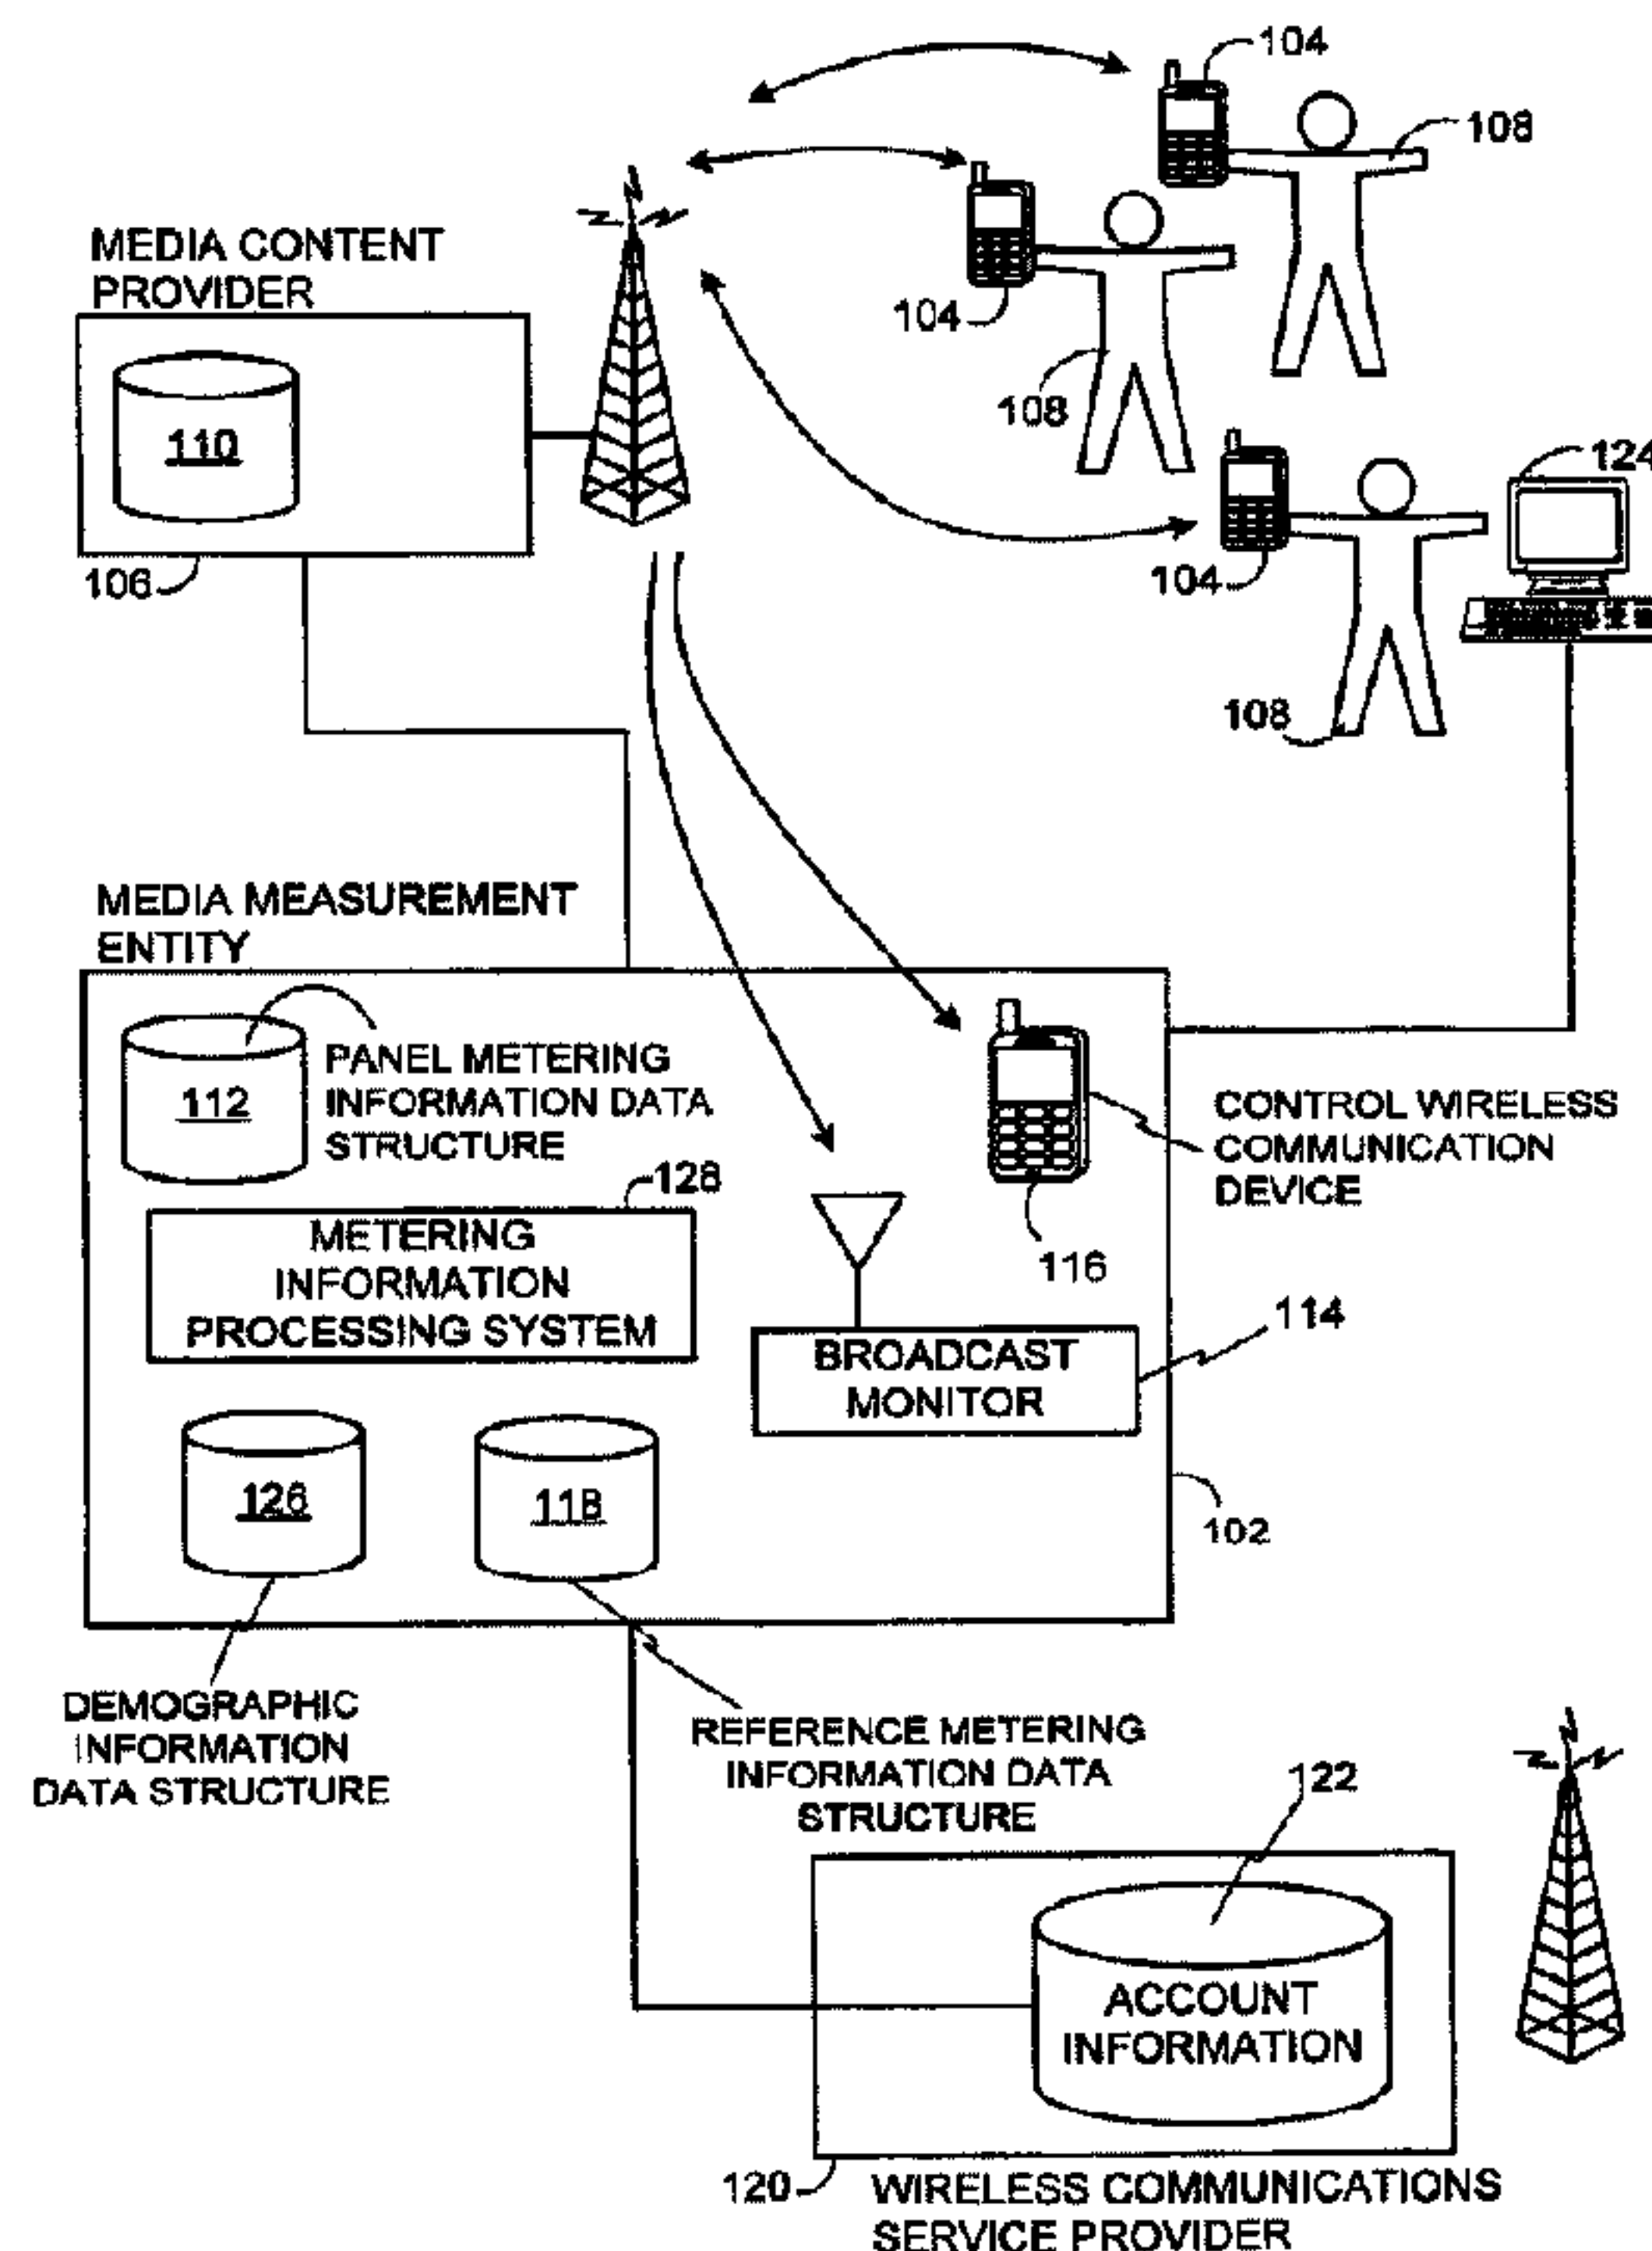 104
108
MEDIA CONTENT
PROVIDER
104
108
110
124
106
104
108
MEDIA MEASUREMENT
ENTITY
PANEL METERING
INFORMATION DATA
STRUCTURE
112
CONTROL WIRELESS
COMMUNICATION
DEVICE
128
METERING
INFORMATION
PROCESSING SYSTEM
116
114
BROADCAST
MONITOR
126
118
102
DEMOGRAPHIC
INFORMATION
DATA STRUCTURE
REFERENCE METERING
INFORMATION DATA
STRUCTURE
122
ACCOUNT
INFORMATION
120
WIRELESS COMMUNICATIONS
SERVICE PROVIDER